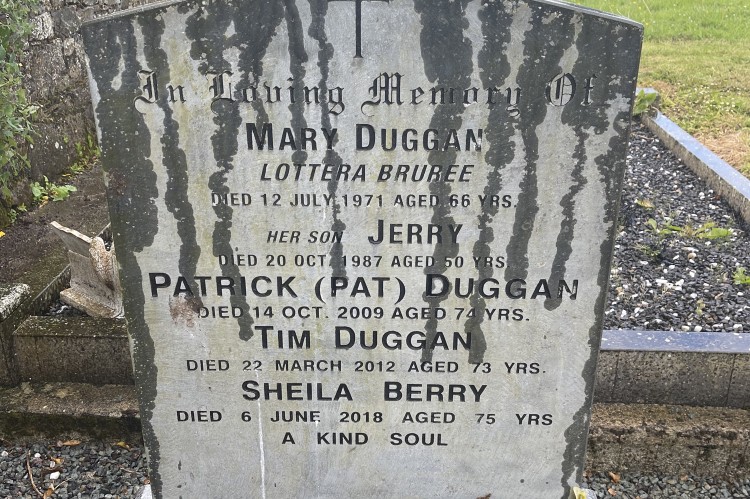 In Loving Memory Of
MARY DUGGAN
LOTTERA BRUREE
DIED 12 JULY 1971 AGED 66 YRS.
HER SON JERRY
DIED 20 OCT. 1987 AGED 50 YRS
PATRICK (PAT) DUGGAN
DIED 14 OCT. 2009 AGED 74 YRS.
TIM DUGGAN
DIED 22 MARCH 2012 AGED 73 YRS.
SHEILA BERRY
DIED 6 JUNE 2018 AGED 75 YRS
A KIND SOUL